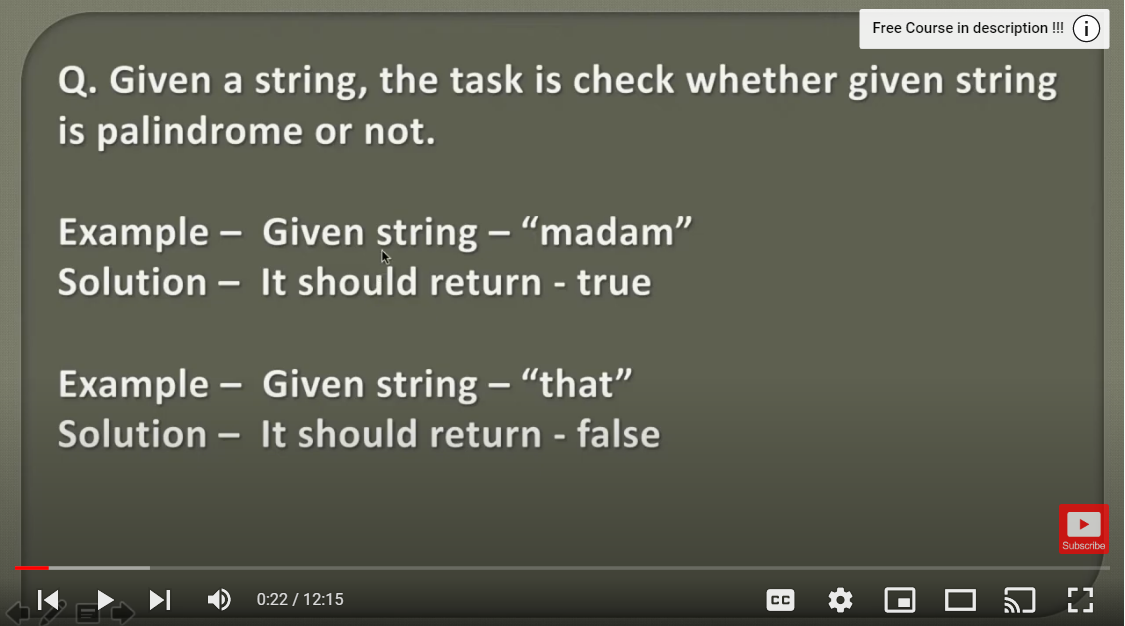 Free Course in description !!!
Q. Given a string, the task is check whether given string
is palindrome or not.
Example – Given string – “madam”
Solution – It should return - true
Example – Given string – “that”
Solution – It should return - false
Subscribe
0:22 / 12:15
CC